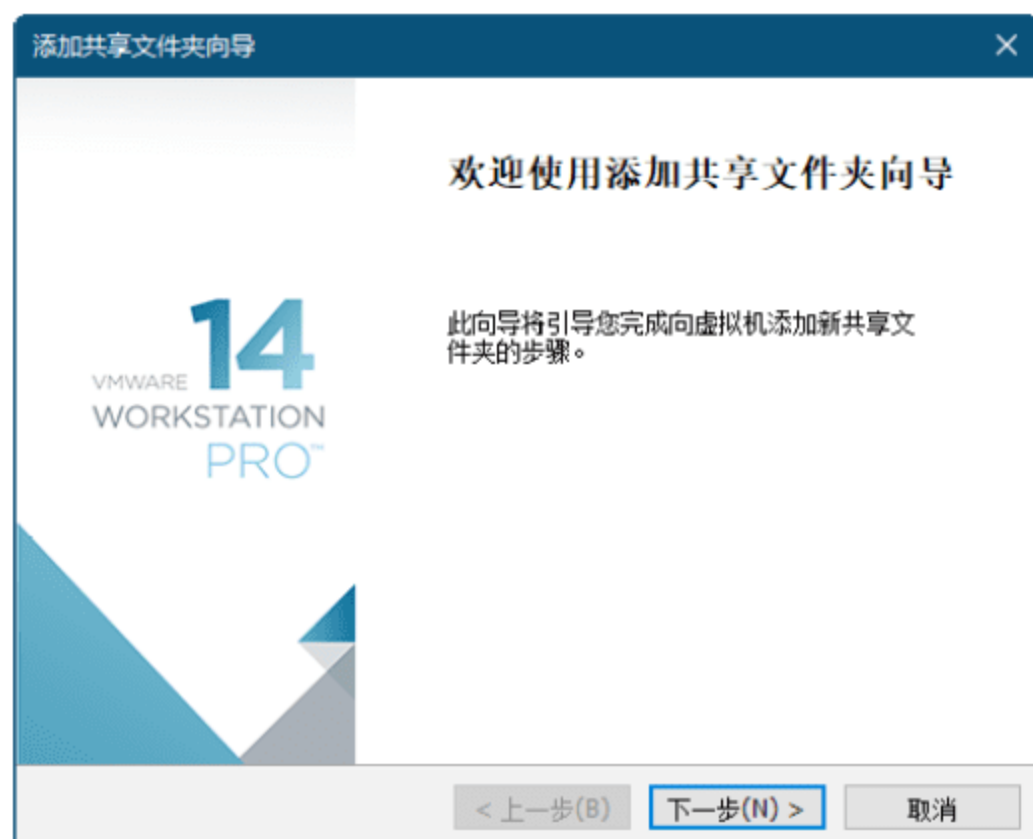 添加共享文件夹向导
欢迎使用添加共享文件夹向导
此向导将引导您完成向虚拟机添加新共享文
件夹的步骤。
14
VMWARE
WORKSTATION
PRO™
< 上一步(B)
下一步(N) >
取消